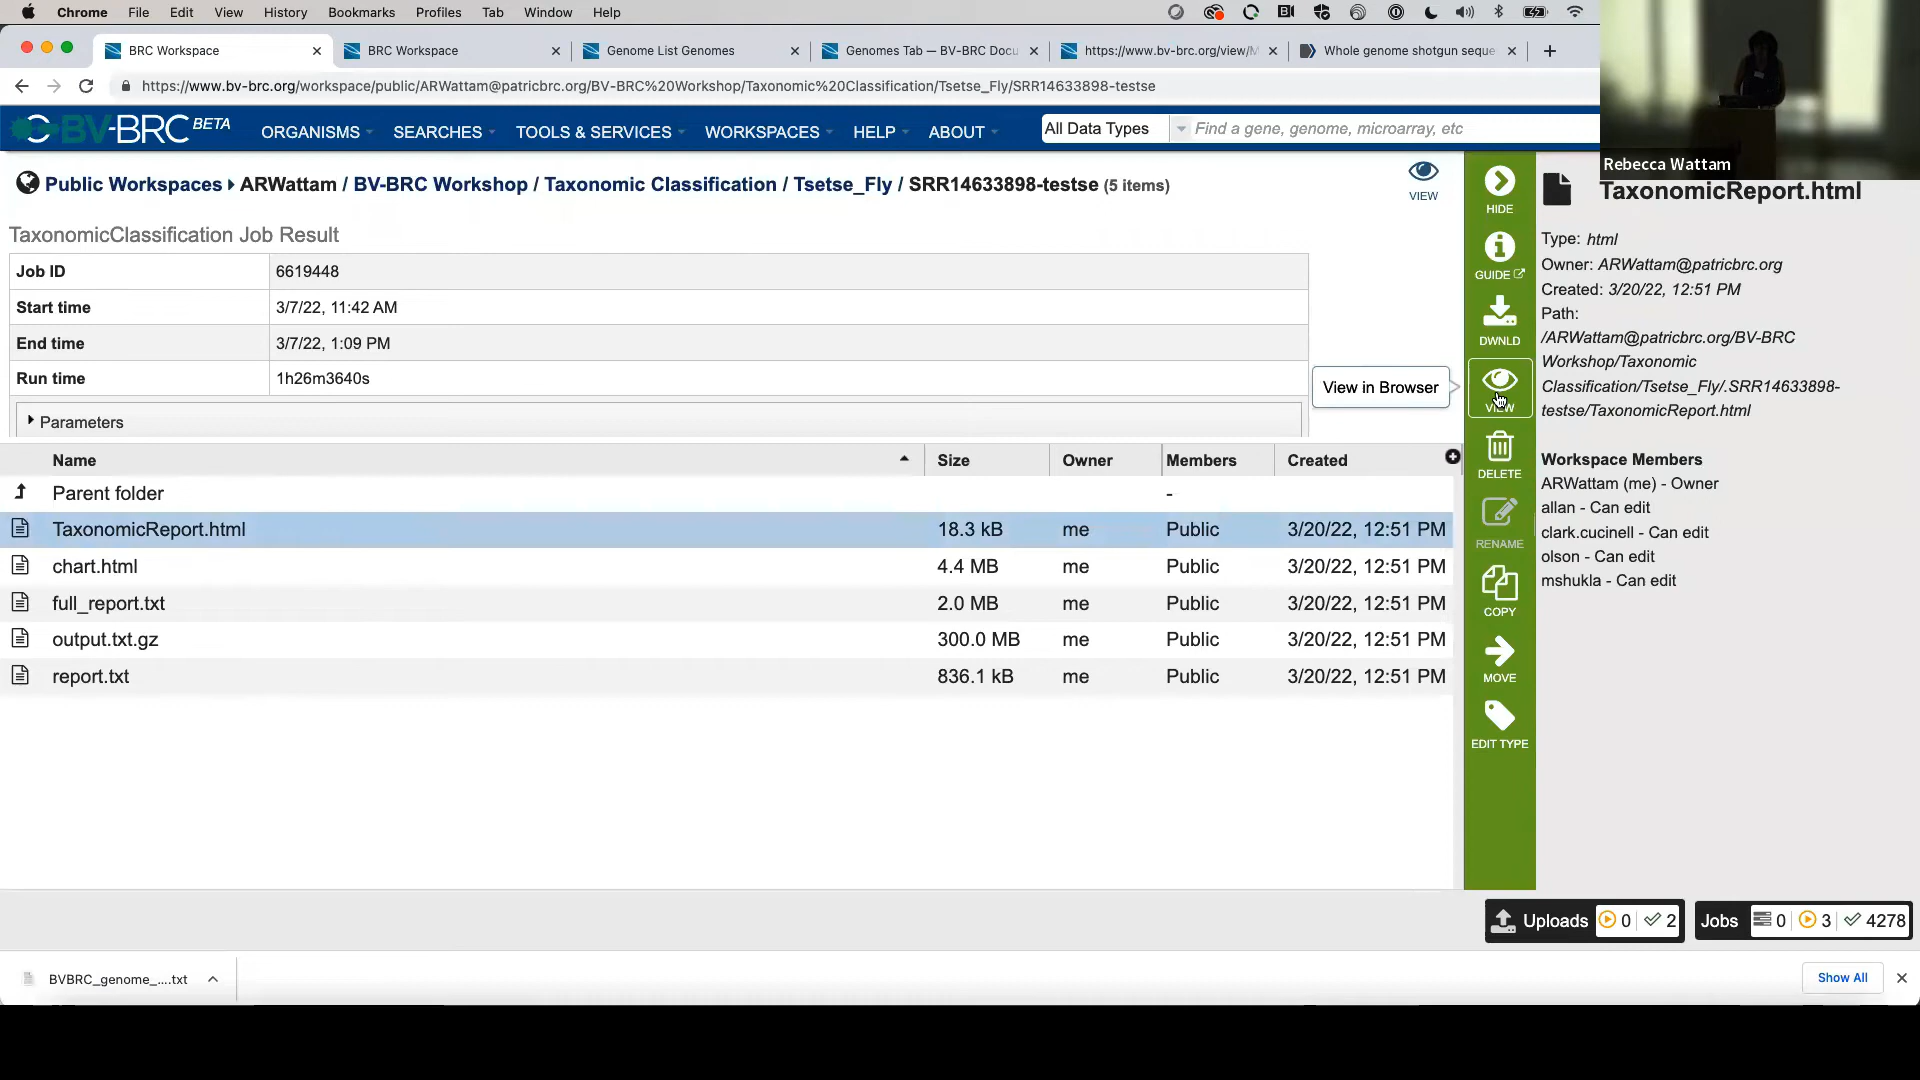 Chrome File Edit View History Bookmarks Profiles Tab Window Help
BRC Workspace
BRC Workspace
Genome List Genomes
Genomes Tab — BV-BRC Docu
https://www.bv-brc.org/view/M
Whole genome shotgun seque
https://www.bv-brc.org/workspace/public/ARWattam@patricbrc.org/BV-BRC%20Workshop/Taxonomic%20Classification/Tsetse_Fly/SRR14633898-testse
BV-BRC BETA
ORGANISMS SEARCHES TOOLS & SERVICES WORKSPACES HELP ABOUT
All Data Types Find a gene, genome, microarray, etc
Rebecca Wattam
Public Workspaces ARWattam / BV-BRC Workshop / Taxonomic Classification / Tsetse_Fly / SRR14633898-testse (5 items)
VIEW
TaxonomicClassification Job Result
Job ID 6619448
Start time 3/7/22, 11:42 AM
End time 3/7/22, 1:09 PM
Run time 1h26m3640s
Parameters
Name Size Owner Members Created
Parent folder -
TaxonomicReport.html 18.3 kB me Public 3/20/22, 12:51 PM
chart.html 4.4 MB me Public 3/20/22, 12:51 PM
full_report.txt 2.0 MB me Public 3/20/22, 12:51 PM
output.txt.gz 300.0 MB me Public 3/20/22, 12:51 PM
report.txt 836.1 kB me Public 3/20/22, 12:51 PM
View in Browser
HIDE
GUIDE
DWNLD
VIEW
DELETE
RENAME
COPY
MOVE
EDIT TYPE
TaxonomicReport.html
Type: html
Owner: ARWattam@patricbrc.org
Created: 3/20/22, 12:51 PM
Path:
/ARWattam@patricbrc.org/BV-BRC
Workshop/Taxonomic
Classification/Tsetse_Fly/.SRR14633898-
testse/TaxonomicReport.html
Workspace Members
ARWattam (me) - Owner
allan - Can edit
clark.cucinell - Can edit
olson - Can edit
mshukla - Can edit
Uploads 0 2
Jobs 0 3 4278
BVBRC_genome_....txt
Show All